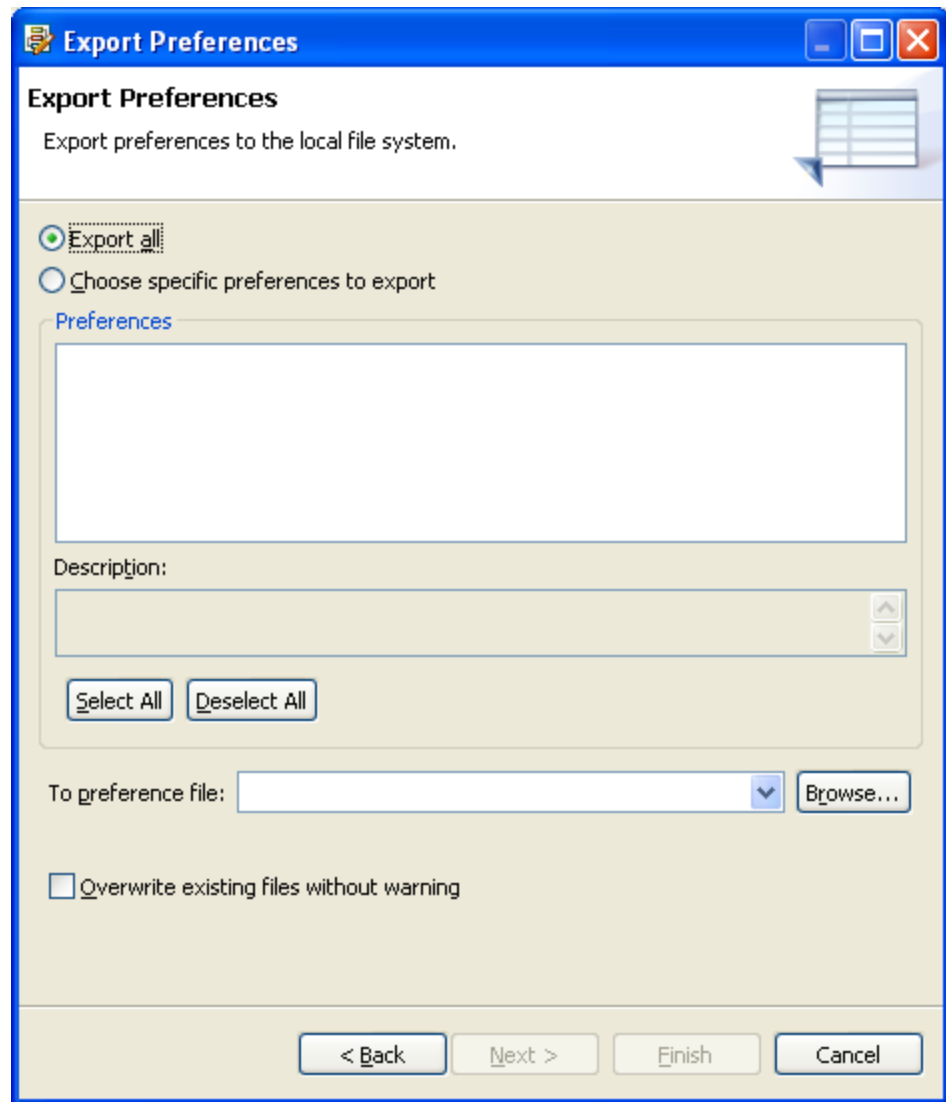 Export Preferences
Export Preferences
Export preferences to the local file system.
Export all
Choose specific preferences to export
Preferences
Description:
Select All Deselect All
To preference file: Browse...
Overwrite existing files without warning
< Back Next > Finish Cancel